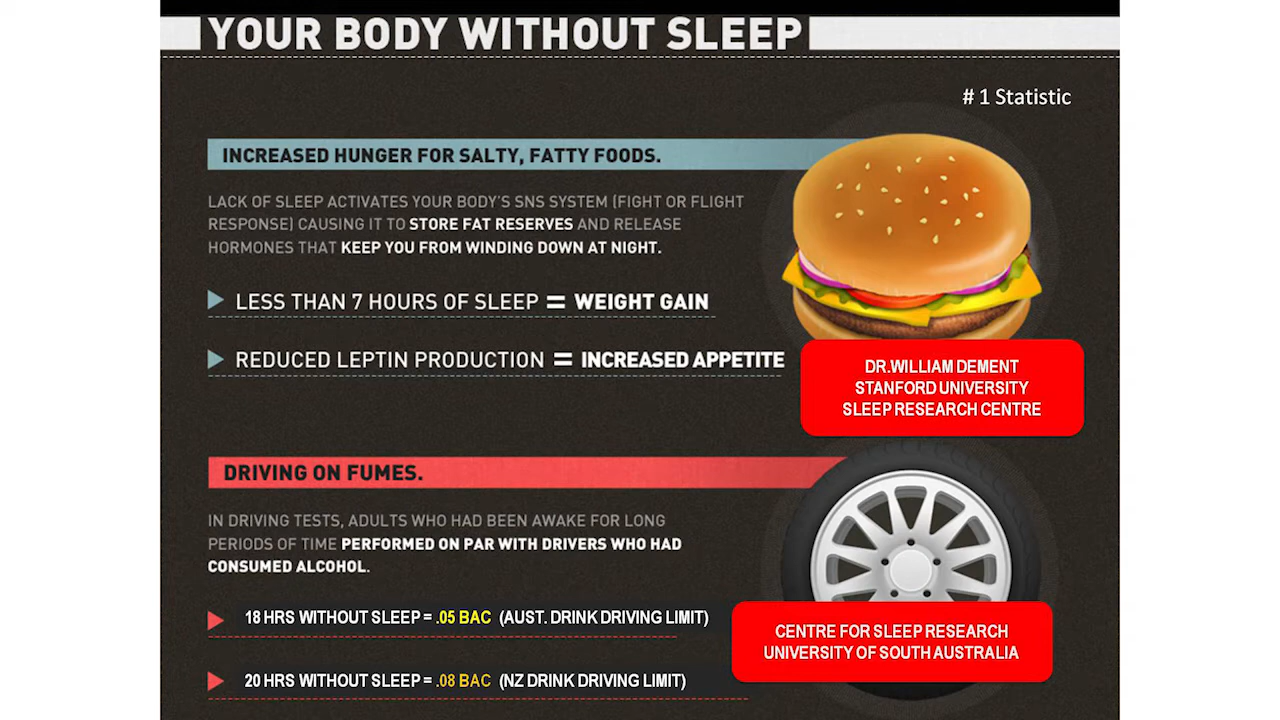 YOUR BODY WITHOUT SLEEP
# 1 Statistic
INCREASED HUNGER FOR SALTY, FATTY FOODS.
LACK OF SLEEP ACTIVATES YOUR BODY'S SNS SYSTEM (FIGHT OR FLIGHT
RESPONSE) CAUSING IT TO STORE FAT RESERVES AND RELEASE
HORMONES THAT KEEP YOU FROM WINDING DOWN AT NIGHT.
LESS THAN 7 HOURS OF SLEEP = WEIGHT GAIN
REDUCED LEPTIN PRODUCTION = INCREASED APPETITE
DR.WILLIAM DEMENT
STANFORD UNIVERSITY
SLEEP RESEARCH CENTRE
DRIVING ON FUMES.
IN DRIVING TESTS, ADULTS WHO HAD BEEN AWAKE FOR LONG
PERIODS OF TIME PERFORMED ON PAR WITH DRIVERS WHO HAD
CONSUMED ALCOHOL.
18 HRS WITHOUT SLEEP = .05 BAC (AUST. DRINK DRIVING LIMIT)
20 HRS WITHOUT SLEEP = .08 BAC (NZ DRINK DRIVING LIMIT)
CENTRE FOR SLEEP RESEARCH
UNIVERSITY OF SOUTH AUSTRALIA